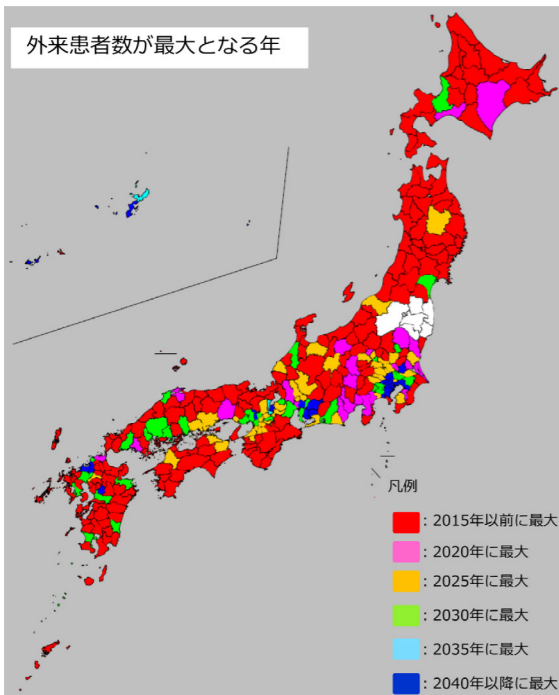 外来患者数が最大となる年
凡例
：2015年以前に最大
：2020年に最大
：2025年に最大
：2030年に最大
：2035年に最大
：2040年以降に最大